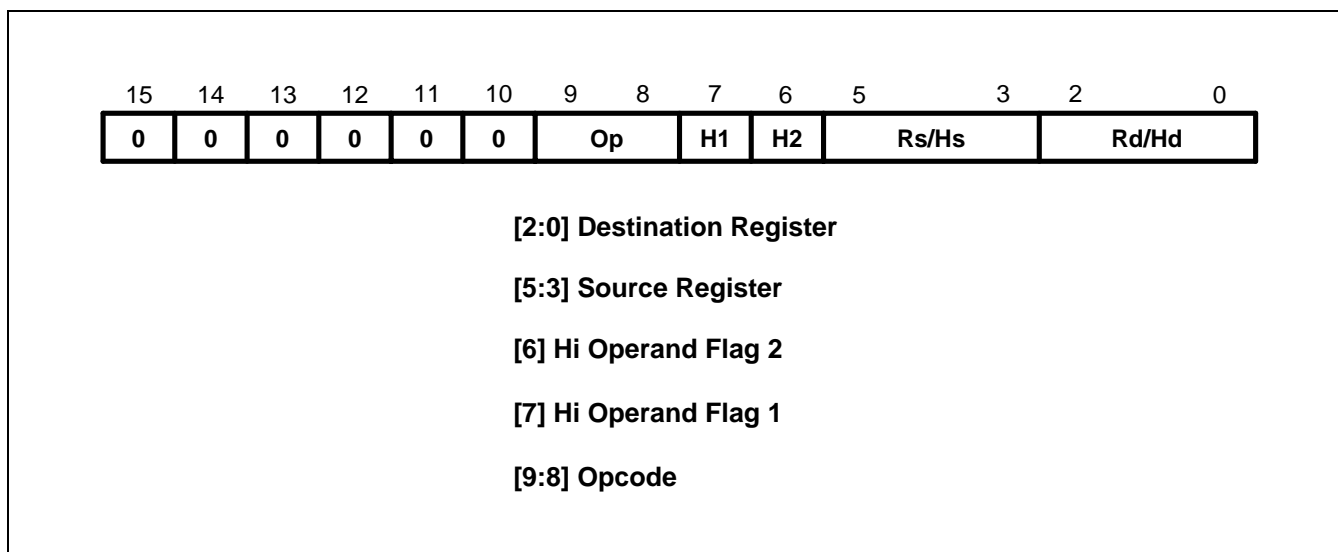 15 14 13 12 11 10 9 8 7 6 5 3 2 0
0 0 0 0 0 0 Op H1 H2 Rs/Hs Rd/Hd
[2:0] Destination Register
[5:3] Source Register
[6] Hi Operand Flag 2
[7] Hi Operand Flag 1
[9:8] Opcode